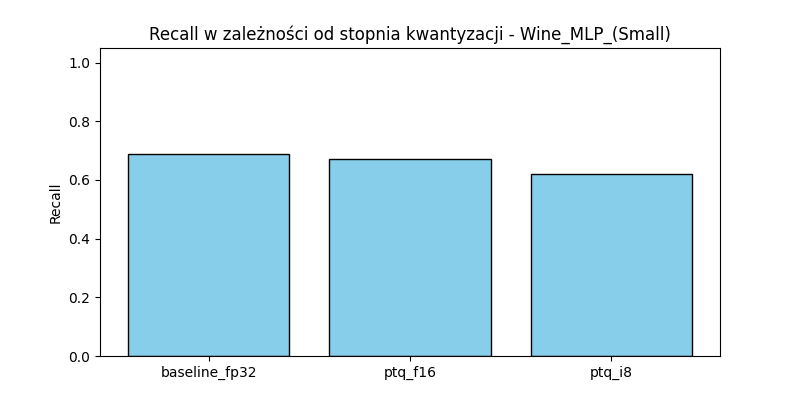 Recall w zależności od stopnia kwantyzacji - Wine_MLP_(Small)
1.0
0.8
0.6
0.4
0.2
0.0
Recall
baseline_fp32
ptq_f16
ptq_i8